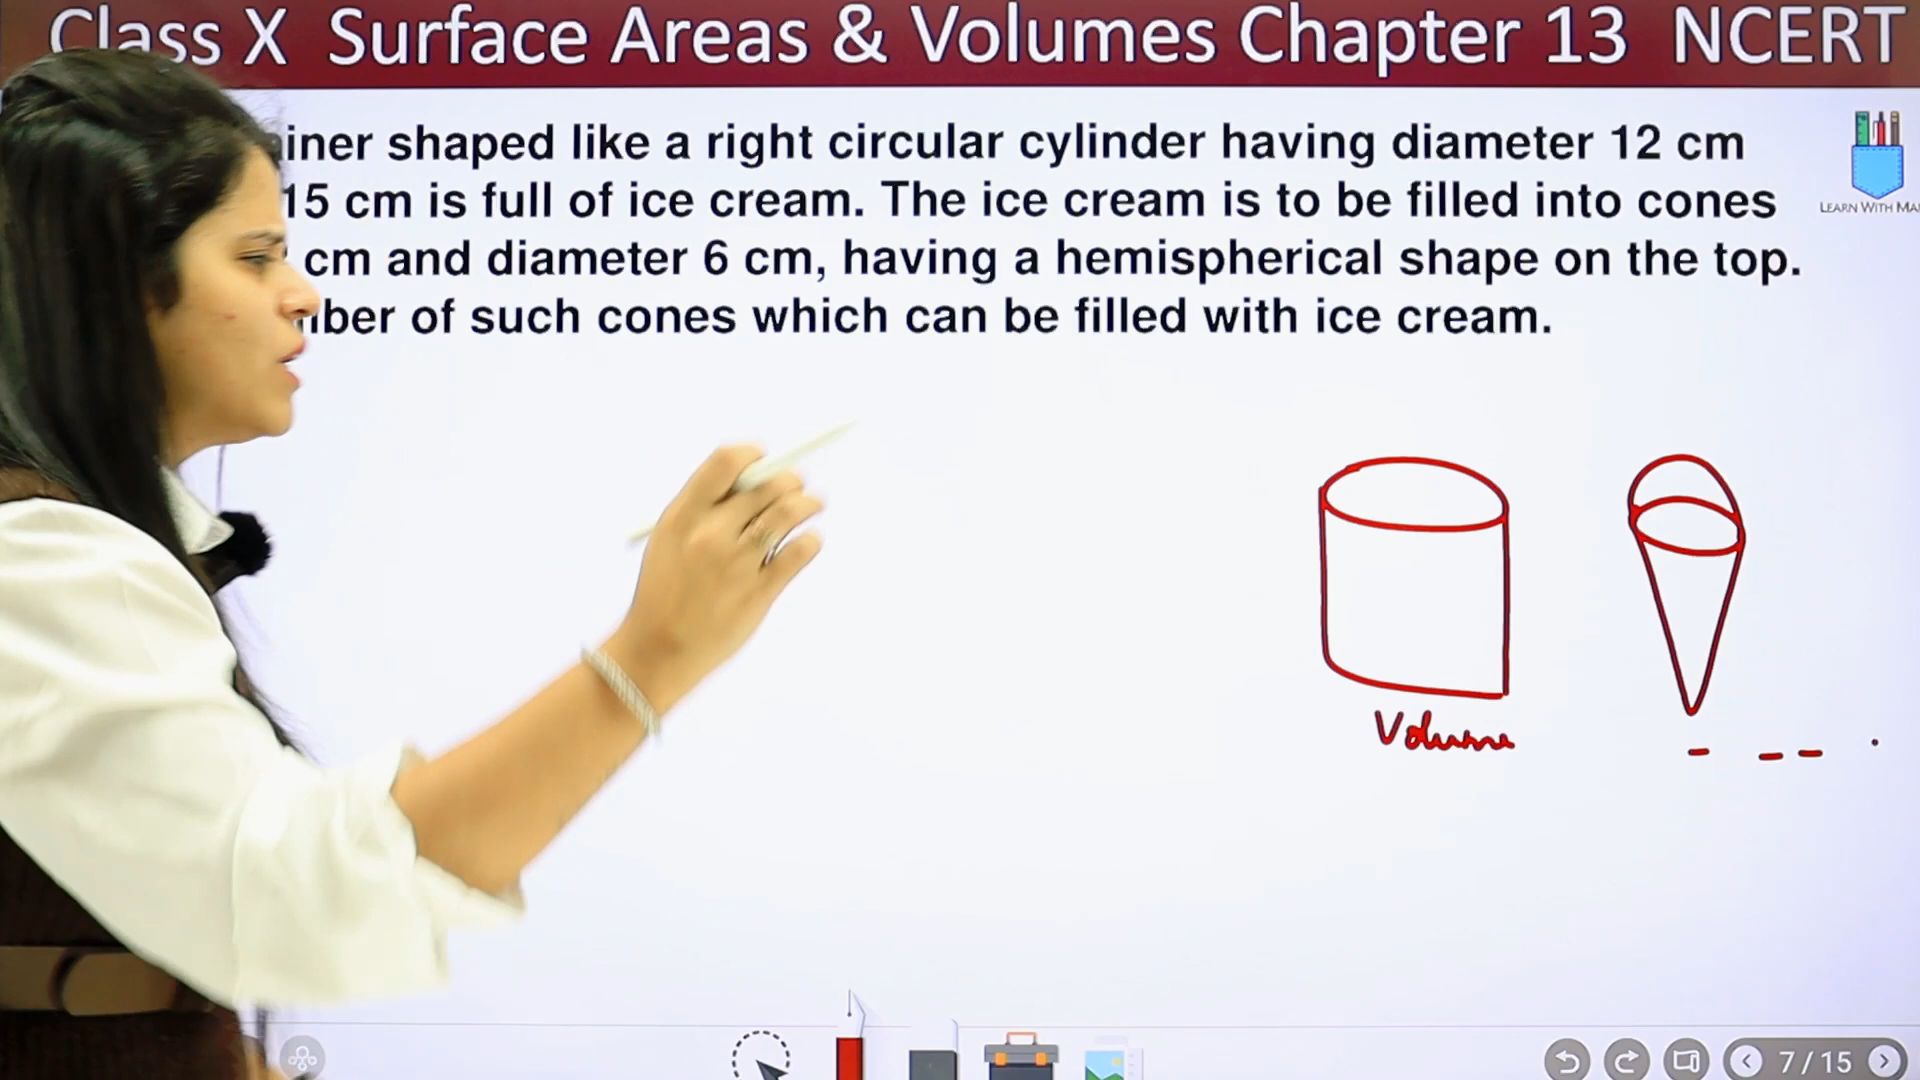 Class X Surface Areas & Volumes Chapter 13 NCERT
shaped like a right circular cylinder having diameter 12 cm
15 cm is full of ice cream. The ice cream is to be filled into cones
cm and diameter 6 cm, having a hemispherical shape on the top.
of such cones which can be filled with ice cream.
LEARN WITH
Volume
7 / 15